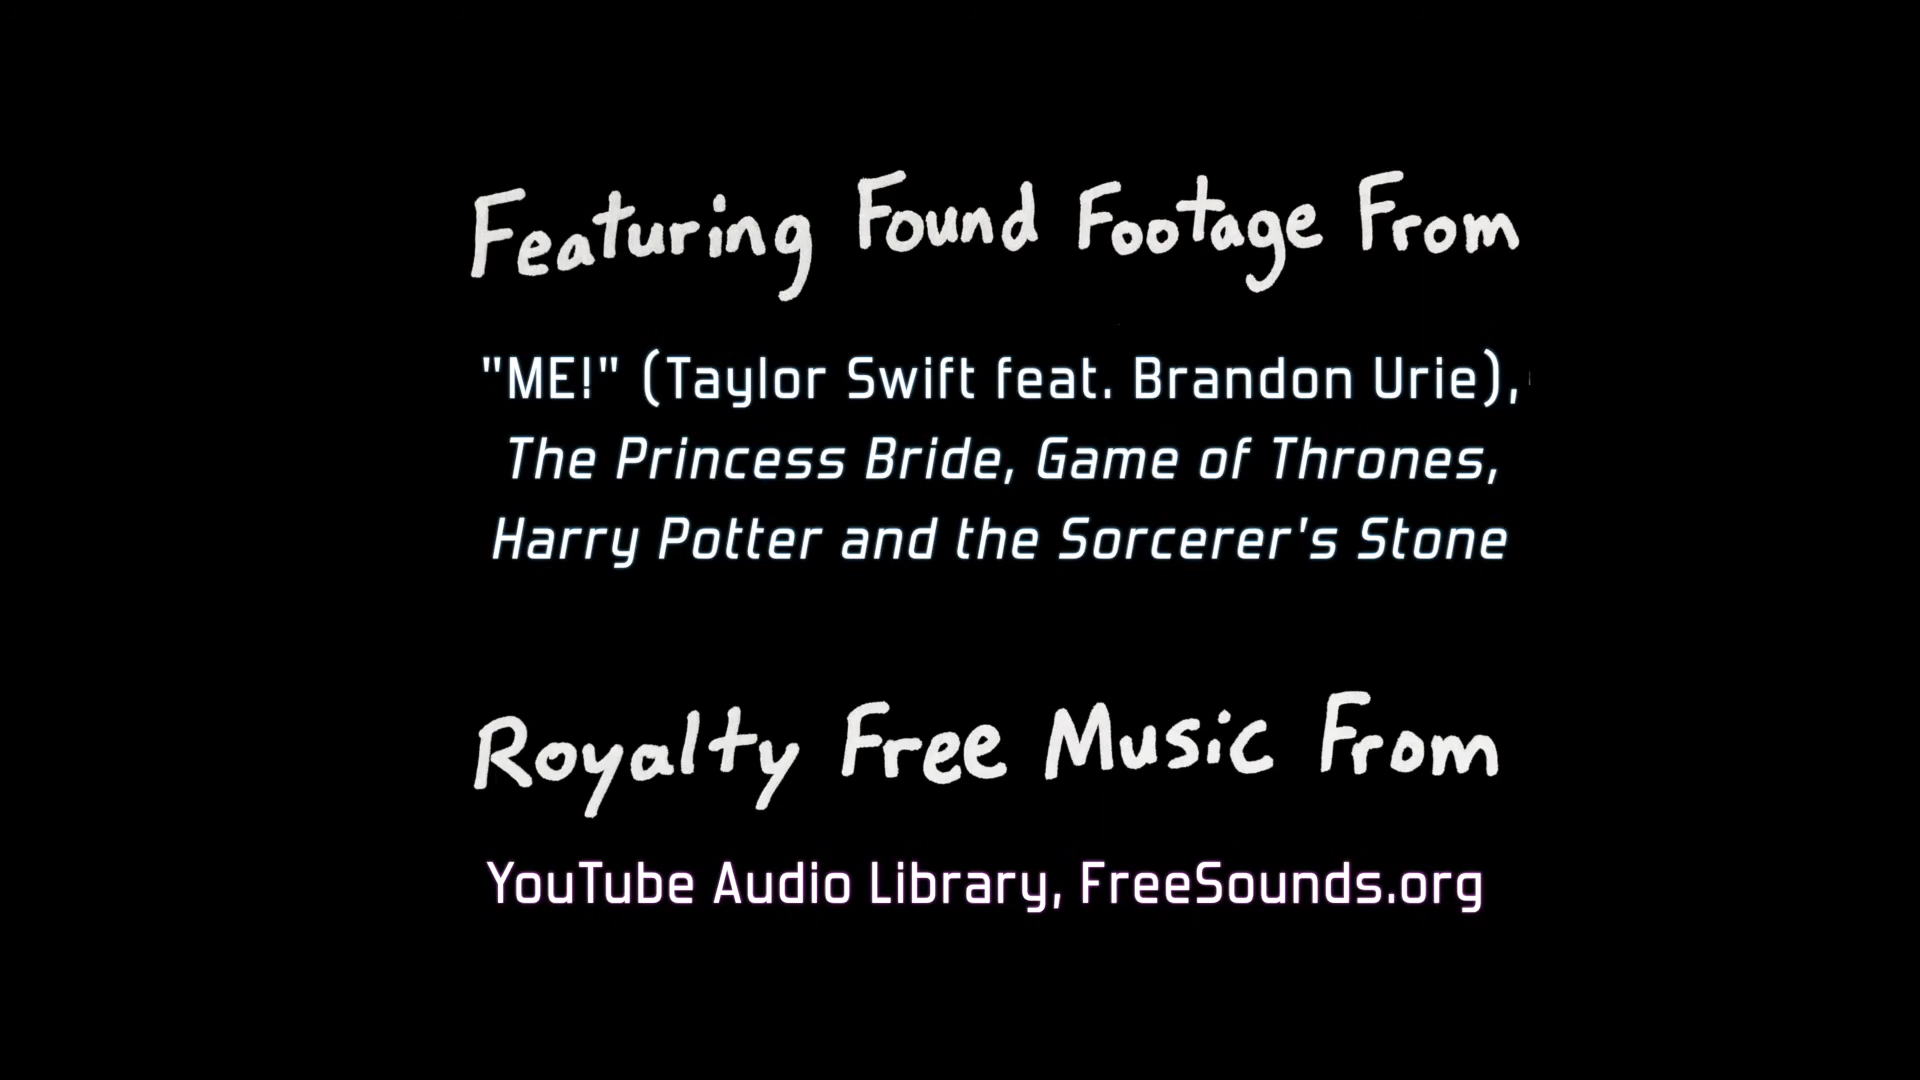 Featuring Found Footage From
"ME!" (Taylor Swift feat. Brandon Urie),
The Princess Bride, Game of Thrones,
Harry Potter and the Sorcerer's Stone
Royalty Free Music From
YouTube Audio Library, FreeSounds.org